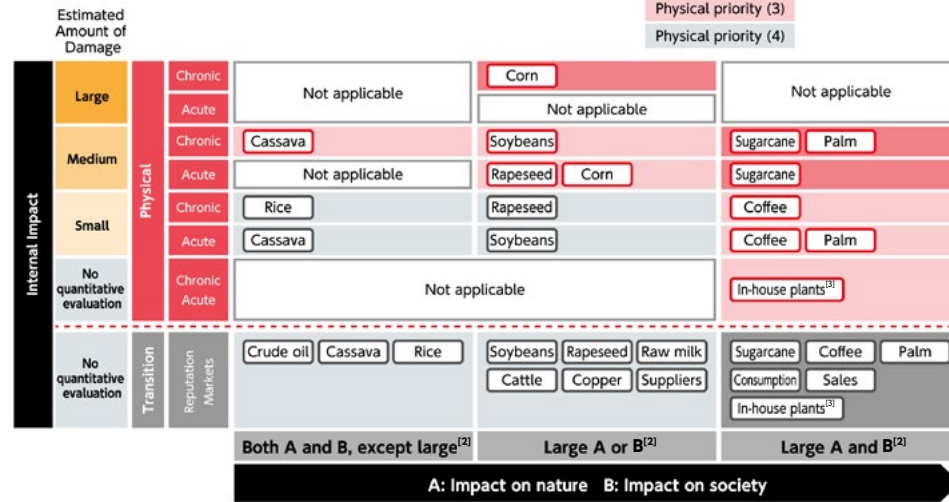 Physical priority (3)
Physical priority (4)
Estimated
Amount of
Damage
Internal Impact
Large
Physical
Chronic
Not applicable
Corn
Not applicable
Acute
Not applicable
Medium
Chronic
Cassava
Soybeans
Sugarcane Palm
Acute
Not applicable
Rapeseed Corn
Sugarcane
Small
Chronic
Rice
Rapeseed
Coffee
Acute
Cassava
Soybeans
Coffee Palm
No
quantitative
evaluation
Chronic
Acute
Not applicable
In-house plants[3]
No
quantitative
evaluation
Transition
Reputation
Markets
Crude oil Cassava Rice
Soybeans Rapeseed Raw milk
Cattle Copper Suppliers
Sugarcane Coffee Palm
Consumption Sales
In-house plants[3]
Both A and B, except large[2]
Large A or B[2]
Large A and B[2]
A: Impact on nature B: Impact on society